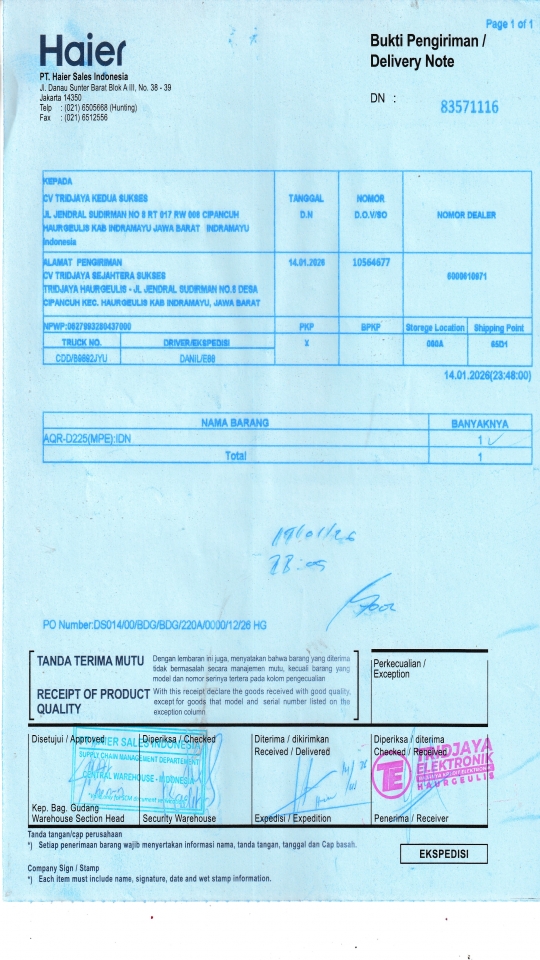 Page 1 of 1
Haier
Bukti Pengiriman /
Delivery Note
PT. Haier Sales Indonesia
Jl. Danau Sunter Barat Blok A III, No. 38 - 39
Jakarta 14350
Telp : (021) 6505668 (Hunting)
Fax : (021) 6512556
DN : 83571116
KEPADA
CV TRIDJAYA KEDUA SUKSES
JL JENDRAL SUDIRMAN NO 8 RT 017 RW 008 CIPANCUH
HAURGEULIS KAB INDRAMAYU JAWA BARAT INDRAMAYU
Indonesia
TANGGAL
D.N
NOMOR
D.O.V/SO
NOMOR DEALER
ALAMAT PENGIRIMAN
CV TRIDJAYA SEJAHTERA SUKSES
TRIDJAYA HAURGEULIS - JL JENDRAL SUDIRMAN NO.8 DESA
CIPANCUH KEC. HAURGEULIS KAB INDRAMAYU, JAWA BARAT
14.01.2026
10564677
NPWP:
PKP
BPKP
Storege Location
Shipping Point
TRUCK NO.
DRIVER/EKSPEDISI
X
060A
65D1
DANIL/E88
14.01.2026(23:48:00)
NAMA BARANG
BANYAKNYA
AQR-D225(MPE):IDN
1
Total
1
19/01/26
PO Number:DS014/00/BDG/BDG/220A/0000/12/26 HG
TANDA TERIMA MUTU
Dengan lembaran ini juga, menyatakan bahwa barang yang diterima
tidak bermasalah secara manajemen mutu, kecuali barang yang
model dan nomor serinya tertera pada kolom pengecualian
RECEIPT OF PRODUCT
QUALITY
With this receipt declare the goods received with good quality,
except for goods that model and serial number listed on the
exception column
Perkecualian /
Exception
Disetujui / Approved
Diperiksa / Checked
Diterima / dikirimkan
Received / Delivered
Diperiksa / diterima
Checked / Received
HAIER SALES INDONESIA
SUPPLY CHAIN MANAGEMENT DEPARTEMENT
CENTRAL WAREHOUSE - INDONESIA
TRIDJAYA
ELEKTRONIK
HAURGEULIS
Kep. Bag. Gudang
Warehouse Section Head
Security Warehouse
Expedisi / Expedition
Penerima / Receiver
Tanda tangan/cap perusahaan
*) Setiap penerimaan barang wajib menyertakan informasi nama, tanda tangan, tanggal dan Cap basah.
EKSPEDISI
Company Sign / Stamp
*) Each item must include name, signature, date and wet stamp information.